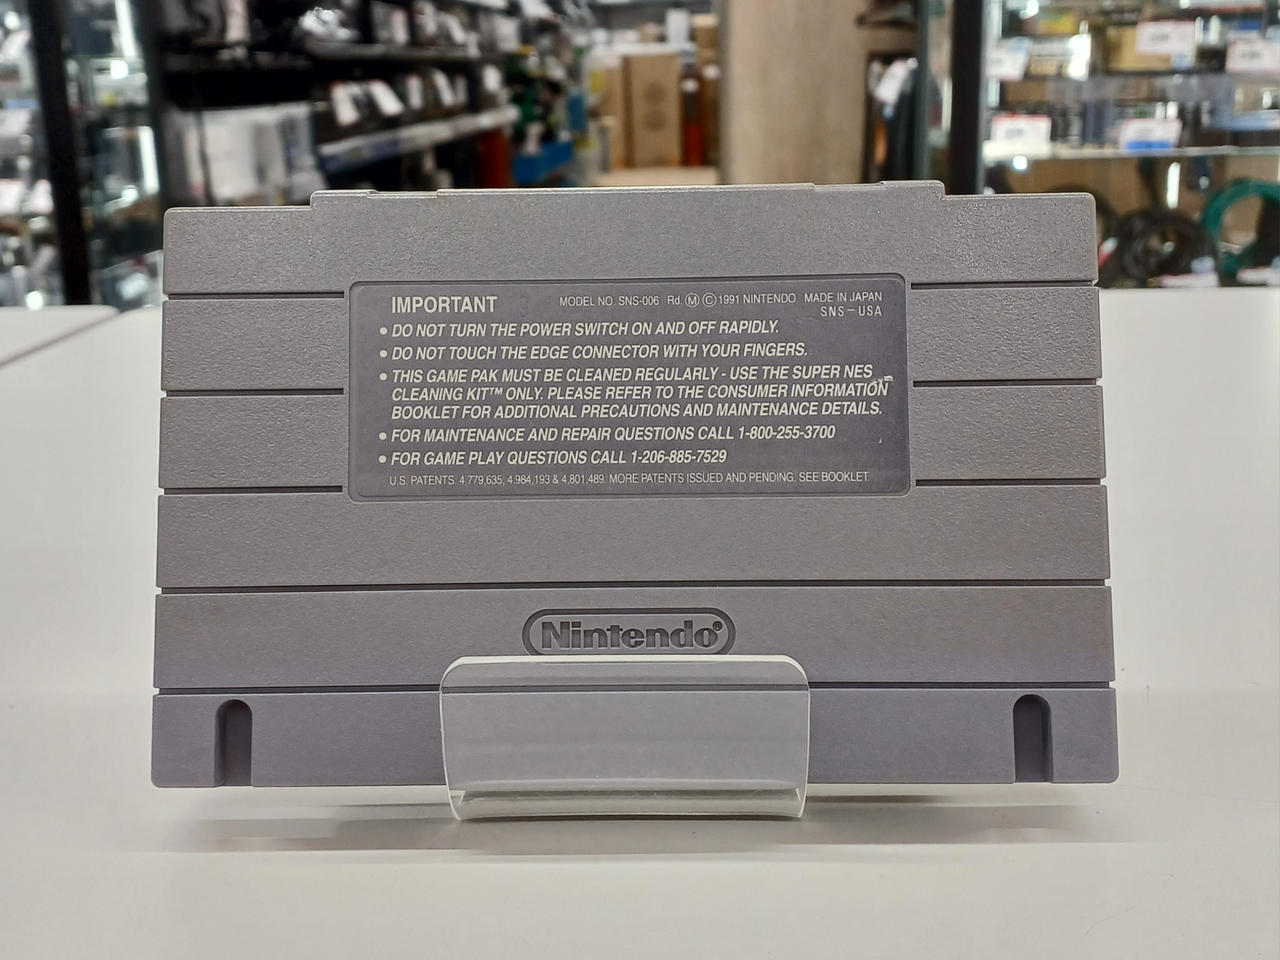 IMPORTANT MODEL NO. SNS-006 Rd. Ⓜ ©1991 NINTENDO MADE IN JAPAN
SNS-USA
• DO NOT TURN THE POWER SWITCH ON AND OFF RAPIDLY.
• DO NOT TOUCH THE EDGE CONNECTOR WITH YOUR FINGERS.
• THIS GAME PAK MUST BE CLEANED REGULARLY - USE THE SUPER NES
CLEANING KIT™ ONLY. PLEASE REFER TO THE CONSUMER INFORMATION
BOOKLET FOR ADDITIONAL PRECAUTIONS AND MAINTENANCE DETAILS.
• FOR MAINTENANCE AND REPAIR QUESTIONS CALL 1-800-255-3700
• FOR GAME PLAY QUESTIONS CALL 1-206-885-7529
U.S. PATENTS: 4,779,635; 4,984,193 & 4,801,489. MORE PATENTS ISSUED AND PENDING. SEE BOOKLET.
Nintendo®